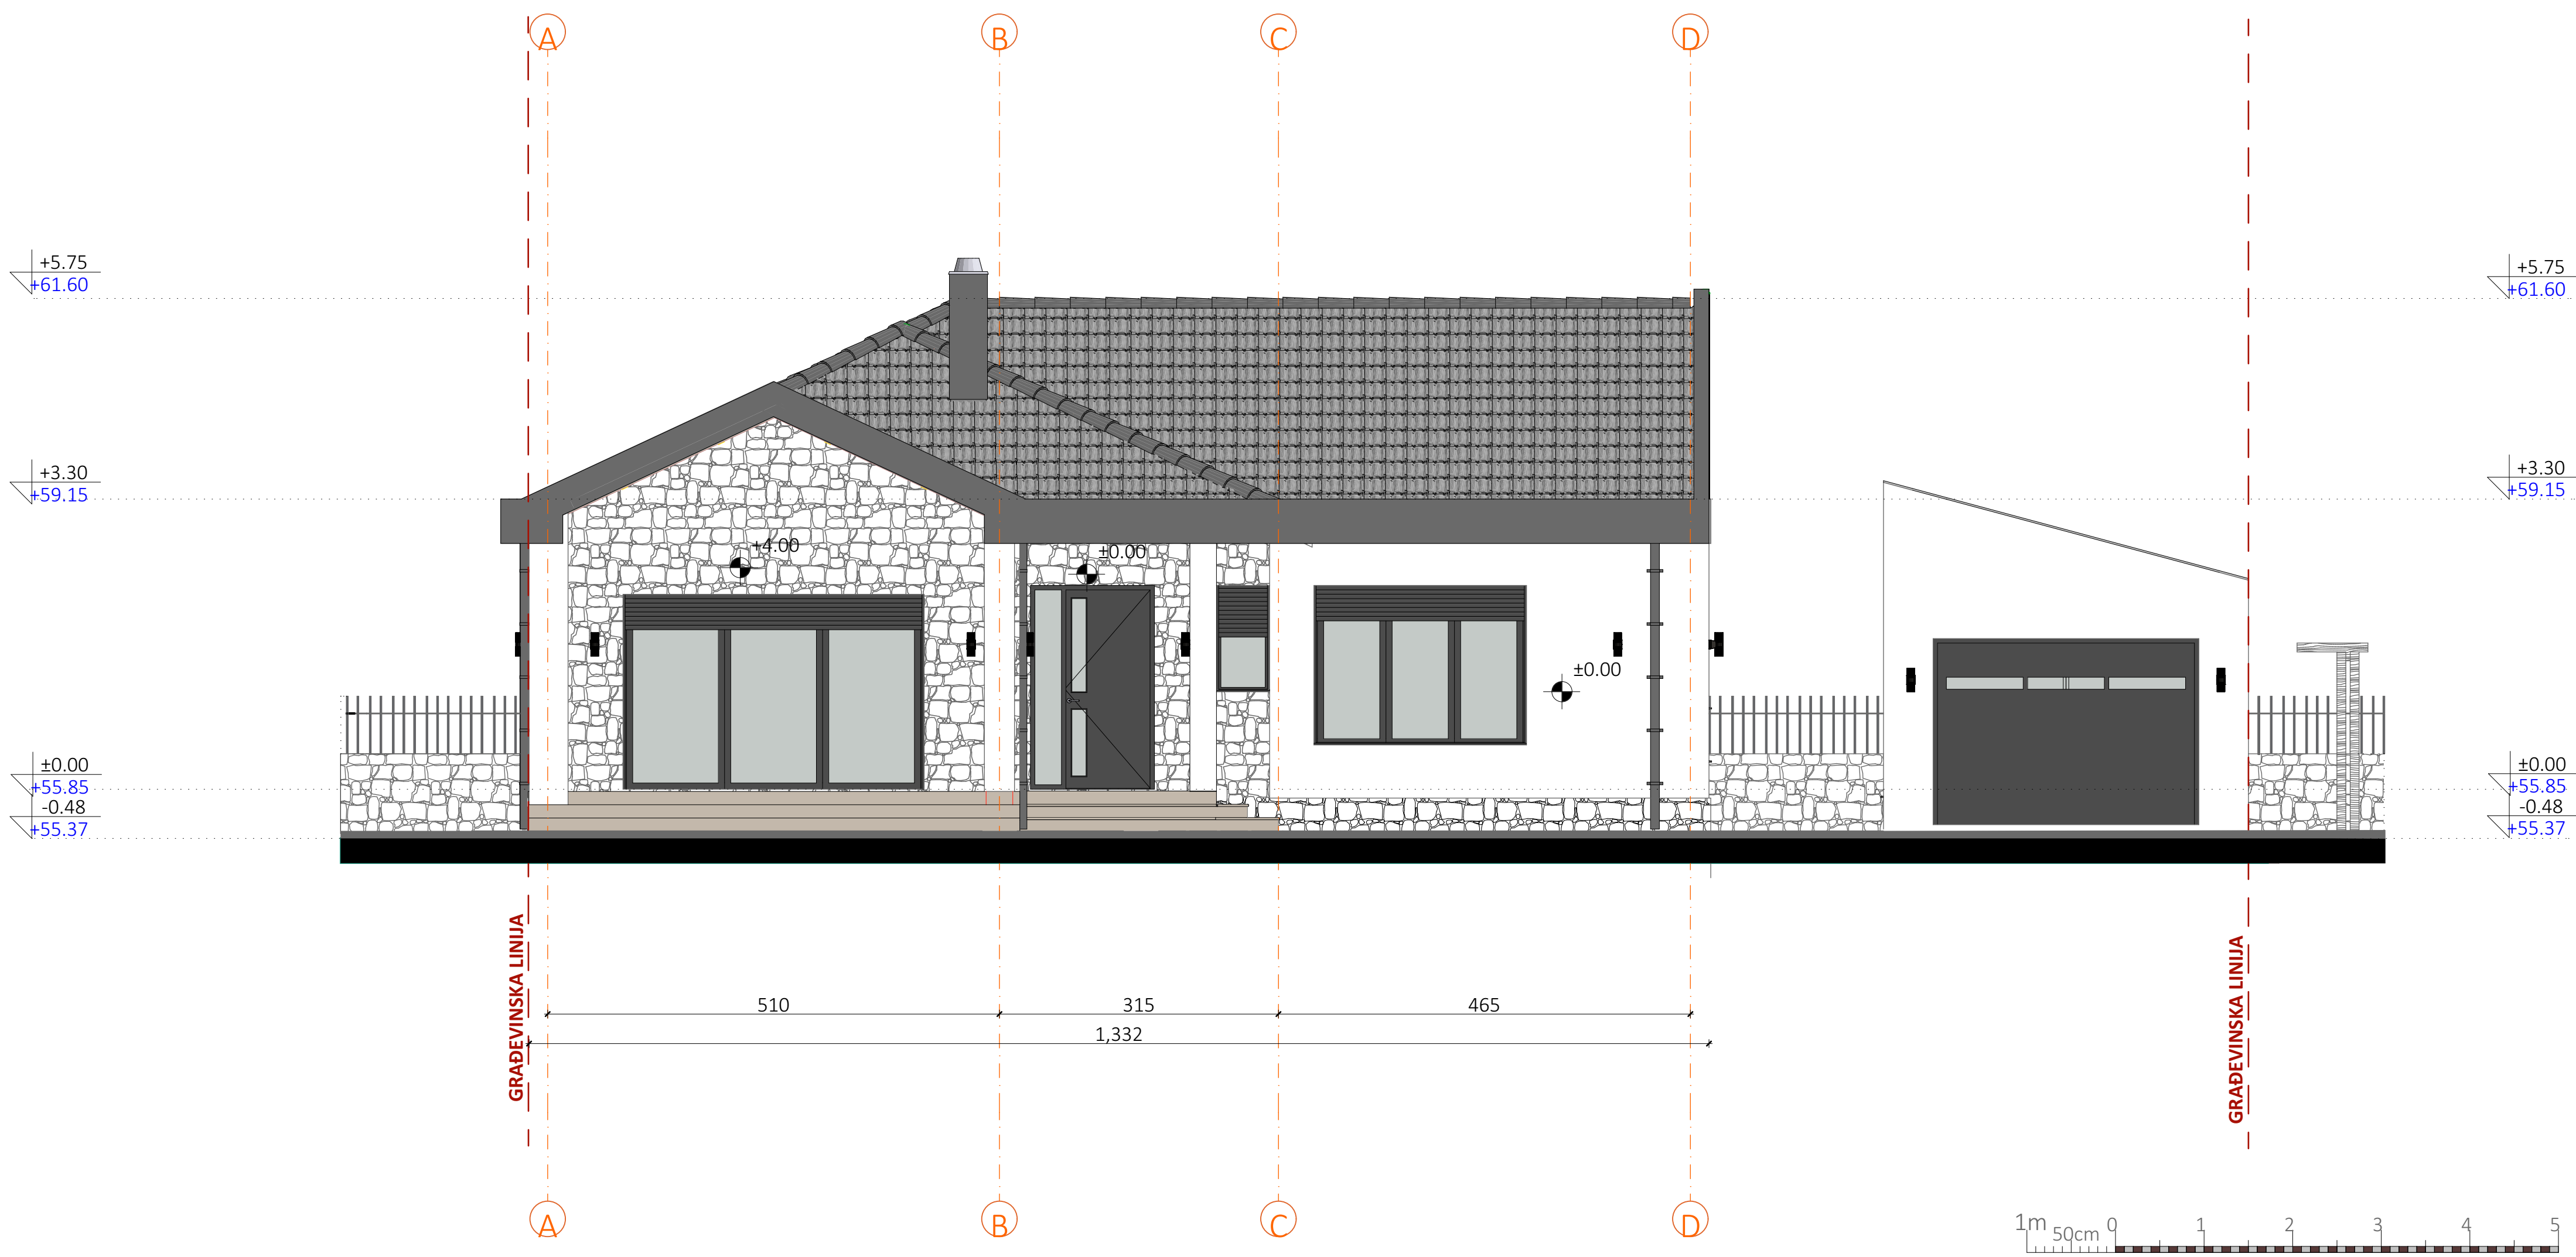 A B C D
+5.75 +5.75
+61.60 +61.60
+3.30 +3.30
+59.15 +59.15
+4.00 ±0.00
±0.00
±0.00 ±0.00
+55.85 +55.85
-0.48 -0.48
+55.37 +55.37
GRAĐEVINSKA LINIJA
GRAĐEVINSKA LINIJA
510 315 465
1,332
A B C D
1m 50cm 0 1 2 3 4 5